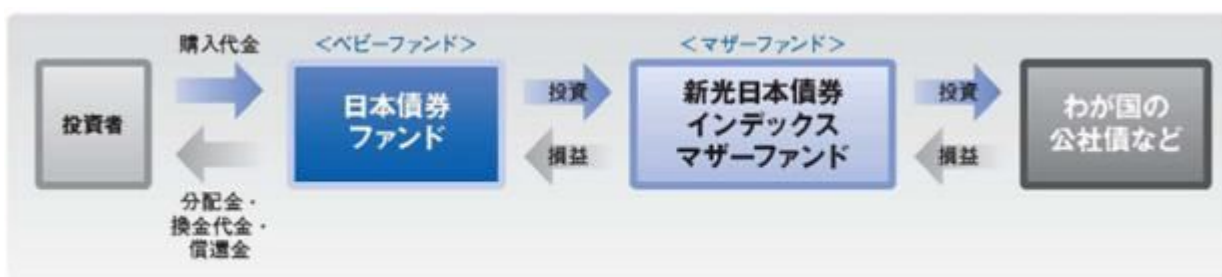 購入代金
<ベビーファンド>
<マザーファンド>
投資者
日本債券
ファンド
投資
損益
新光日本債券
インデックス
マザーファンド
投資
損益
わが国の
公社債など
分配金・
換金代金・
償還金